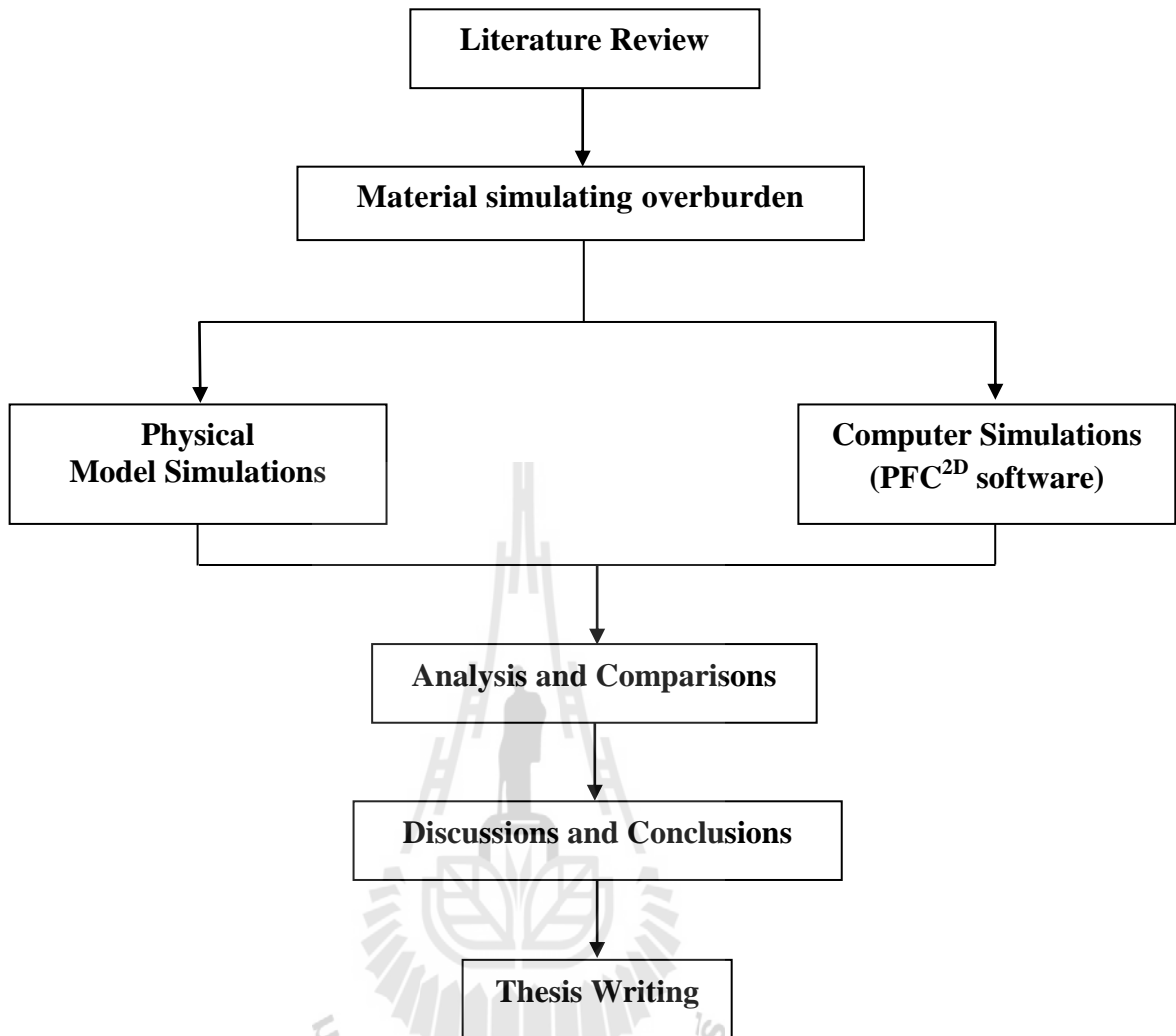 Literature Review
Material simulating overburden
Physical
Model Simulations
Computer Simulations
(PFC2D software)
Analysis and Comparisons
Discussions and Conclusions
Thesis Writing